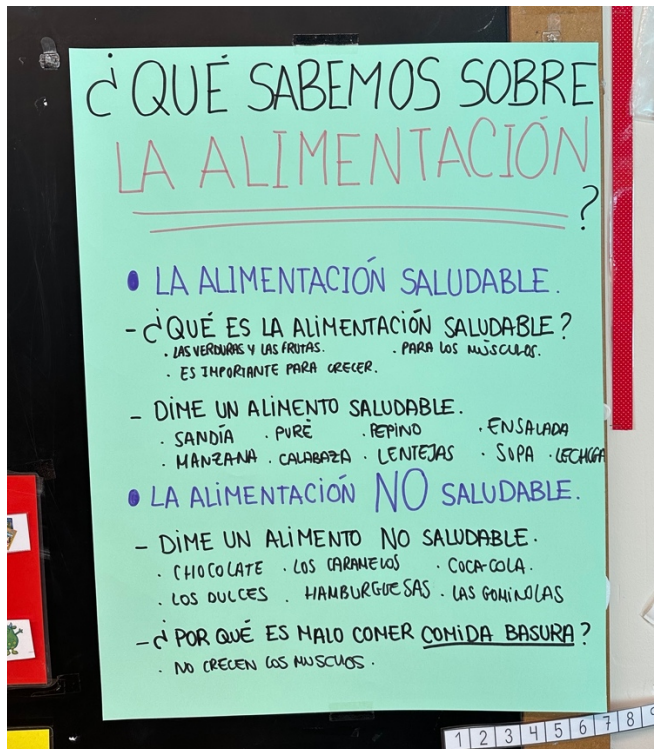 ¿QUÉ SABEMOS SOBRE
LA ALIMENTACIÓN
?
• LA ALIMENTACIÓN SALUDABLE.
- ¿QUÉ ES LA ALIMENTACIÓN SALUDABLE?
. LAS VERDURAS Y LAS FRUTAS. . PARA LOS MÚSCULOS.
. ES IMPORTANTE PARA CRECER.
- DIME UN ALIMENTO SALUDABLE.
. SANDÍA . PURÉ . PEPINO . ENSALADA
. MANZANA . CALABAZA . LENTEJAS . SOPA . LECHUGA
• LA ALIMENTACIÓN NO SALUDABLE.
- DIME UN ALIMENTO NO SALUDABLE.
. CHOCOLATE . LOS CARAMELOS . COCA-COLA.
. LOS DULCES . HAMBURGUESAS . LAS GOMINOLAS
- ¿POR QUÉ ES MALO COMER COMIDA BASURA?
. NO CRECEN LOS MUSCULOS.
1 2 3 4 5 6 7 8 9